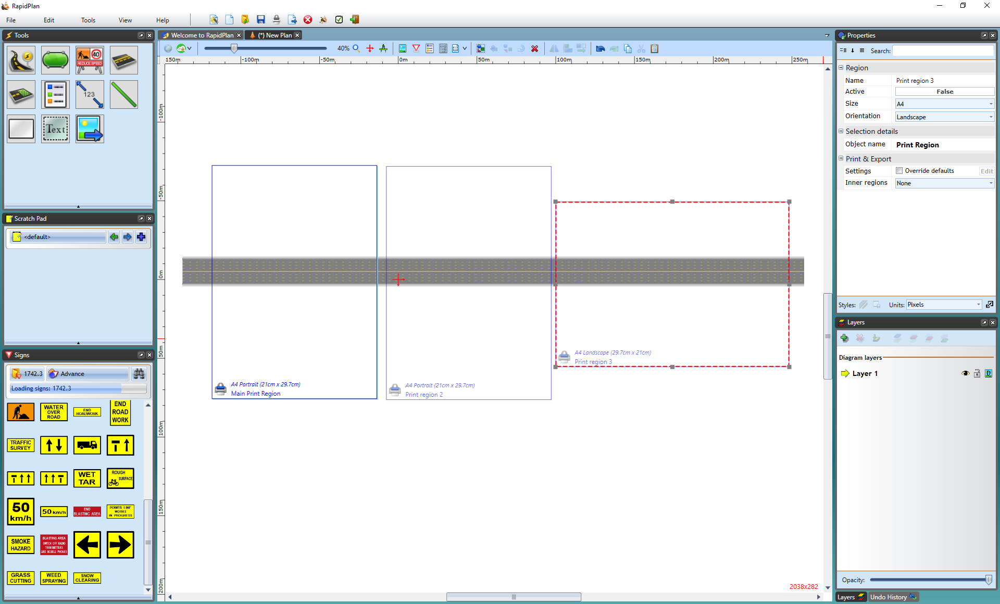 RapidPlan
File Edit Tools View Help
Tools
40
REDUCE SPEED
123
Text
Scratch Pad
<default>
Signs
1742.3 Advance
Loading signs: 1742.3
WATER OVER ROAD
END ROADWORK
END ROAD WORK
TRAFFIC SURVEY
WET TAR
ROUGH SURFACE
50 km/h
50 km/h
END BLASTING AREA
POWER LINE WORKS IN PROGRESS
SMOKE HAZARD
BLASTING AREA SWITCH OFF RADIO TRANSMITTERS AND MOBILE PHONES
GRASS CUTTING
WEED SPRAYING
SNOW CLEARING
Welcome to RapidPlan (*) New Plan
40%
150m -100m -50m 0m 50m 100m 150m 200m 250m
-100m
-50m
0m
50m
100m
150m
200m
A4 Portrait (21cm x 29.7cm)
Main Print Region
A4 Portrait (21cm x 29.7cm)
Print region 2
A4 Landscape (29.7cm x 21cm)
Print region 3
2038x282
Properties
Search:
Region
Name Print region 3
Active False
Size A4
Orientation Landscape
Selection details
Object name Print Region
Print & Export
Settings Override defaults Edit
Inner regions None
Styles: Units: Pixels
Layers
Diagram layers
Layer 1 D
Opacity:
Layers Undo History